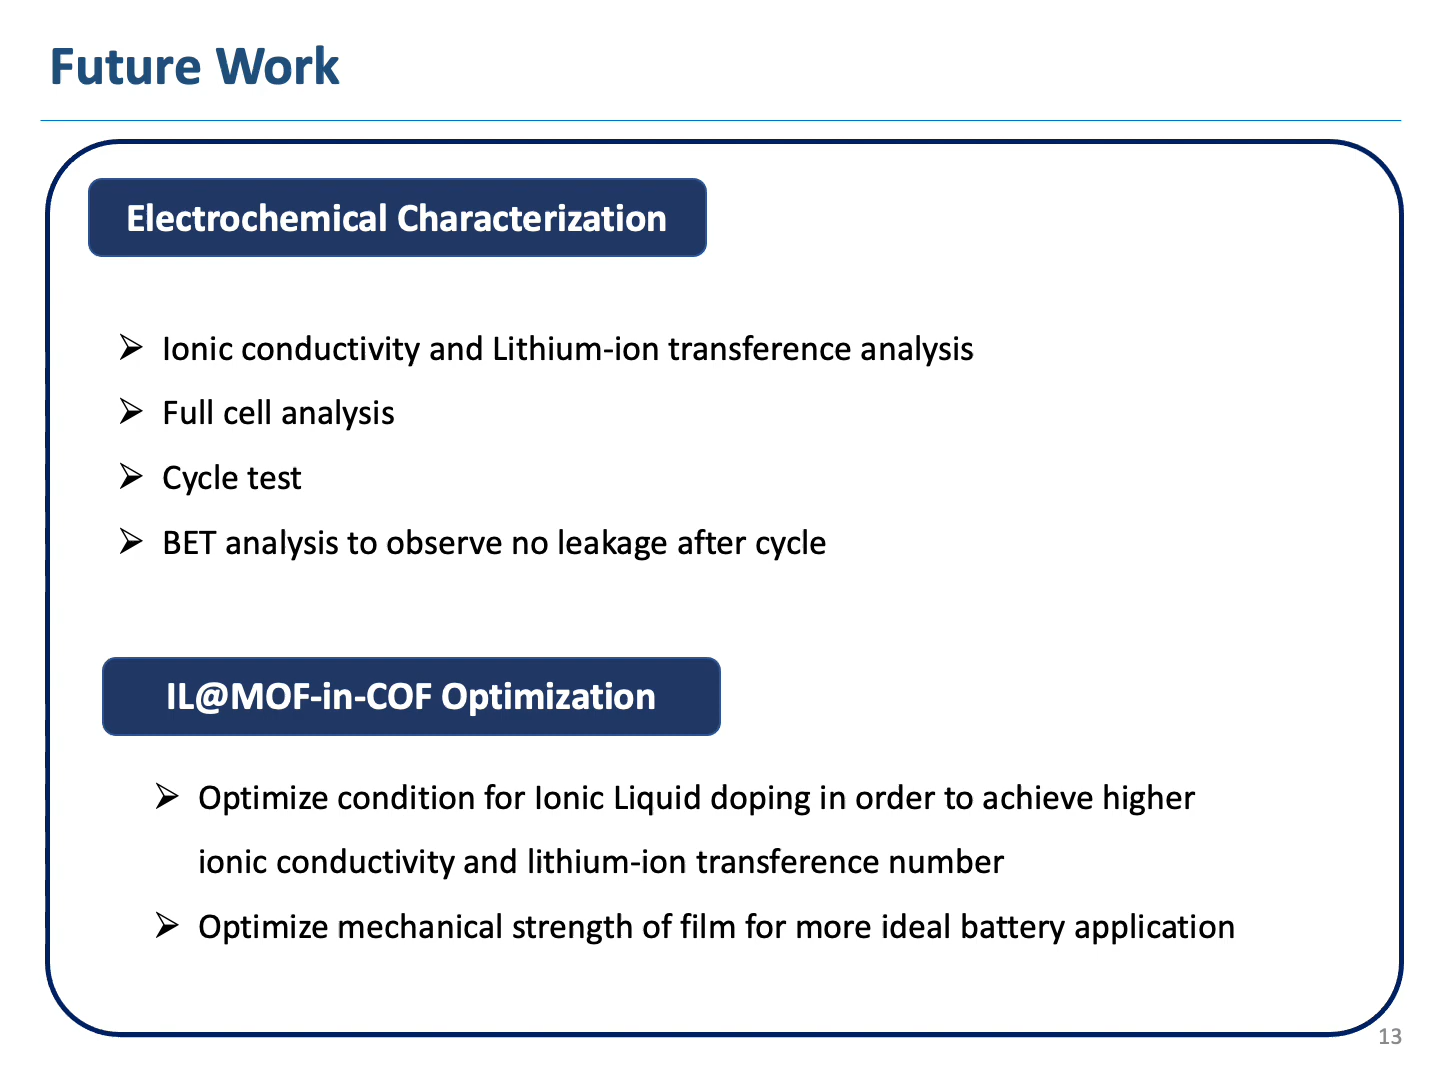 Future Work
Electrochemical Characterization
Ionic conductivity and Lithium-ion transference analysis
Full cell analysis
Cycle test
BET analysis to observe no leakage after cycle
IL@MOF-in-COF Optimization
Optimize condition for Ionic Liquid doping in order to achieve higher
ionic conductivity and lithium-ion transference number
Optimize mechanical strength of film for more ideal battery application
13